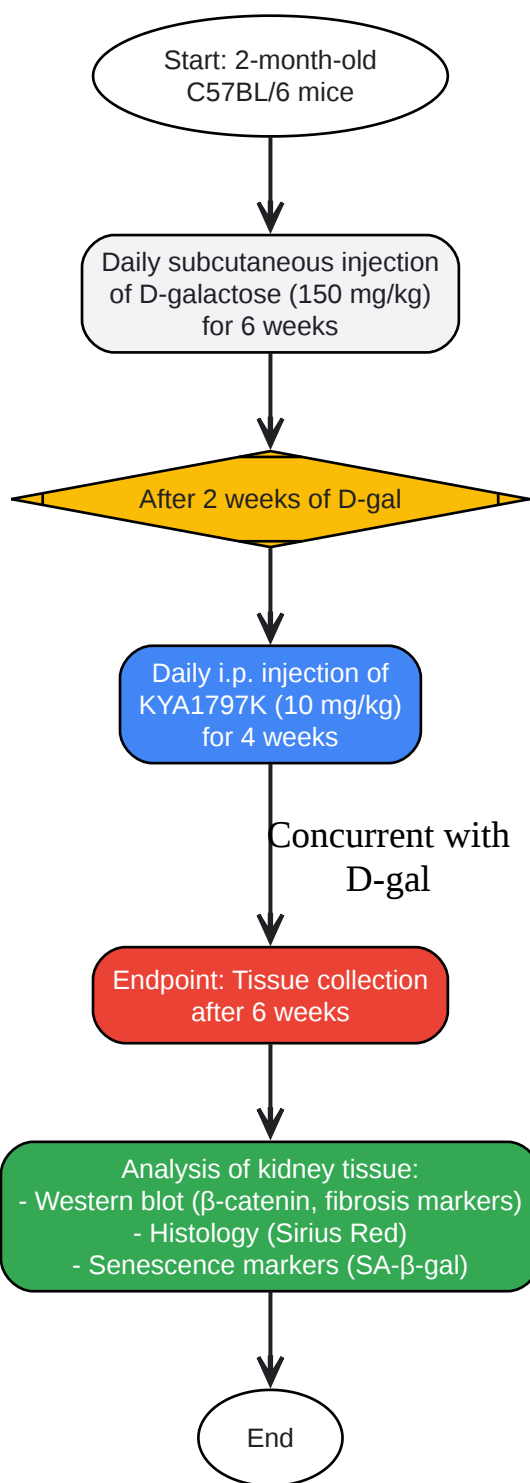 Start: 2-month-old
C57BL/6 mice
Daily subcutaneous injection
of D-galactose (150 mg/kg)
for 6 weeks
After 2 weeks of D-gal
Daily i.p. injection of
KYA1797K (10 mg/kg)
for 4 weeks
Concurrent with
D-gal
Endpoint: Tissue collection
after 6 weeks
Analysis of kidney tissue:
- Western blot (β-catenin, fibrosis markers)
- Histology (Sirius Red)
- Senescence markers (SA-β-gal)
End